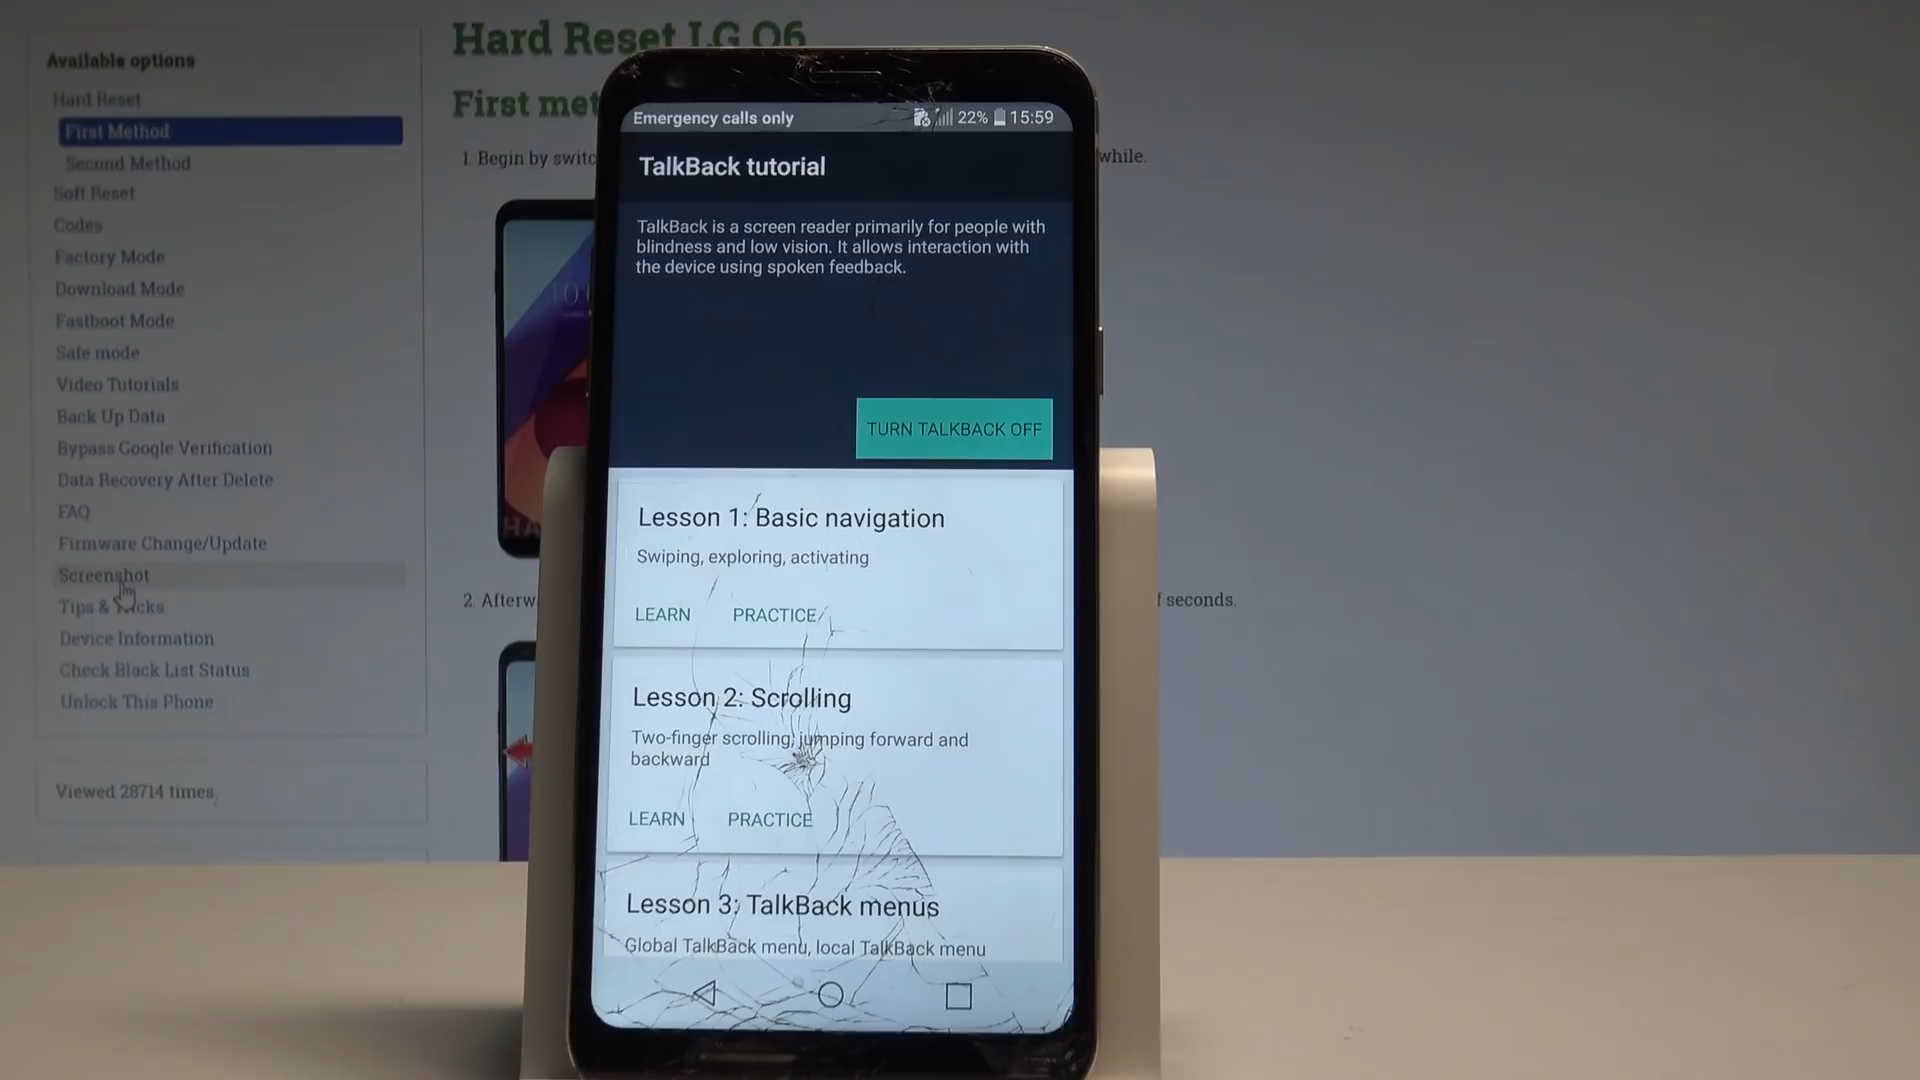 Available options
Hard Reset
First Method
Second Method
Soft Reset
Codes
Factory Mode
Download Mode
Fastboot Mode
Safe mode
Video Tutorials
Back Up Data
Bypass Google Verification
Data Recovery After Delete
FAQ
Firmware Change/Update
Screenshot
Tips & Tricks
Device Information
Check Black List Status
Unlock This Phone
Viewed 28714 times.
Hard Reset LG Q6
First met
1. Begin by switc while.
2. Afterw f seconds.
Emergency calls only 22% 15:59
TalkBack tutorial
TalkBack is a screen reader primarily for people with
blindness and low vision. It allows interaction with
the device using spoken feedback.
TURN TALKBACK OFF
Lesson 1: Basic navigation
Swiping, exploring, activating
LEARN PRACTICE
Lesson 2: Scrolling
Two-finger scrolling, jumping forward and
backward
LEARN PRACTICE
Lesson 3: TalkBack menus
Global TalkBack menu, local TalkBack menu